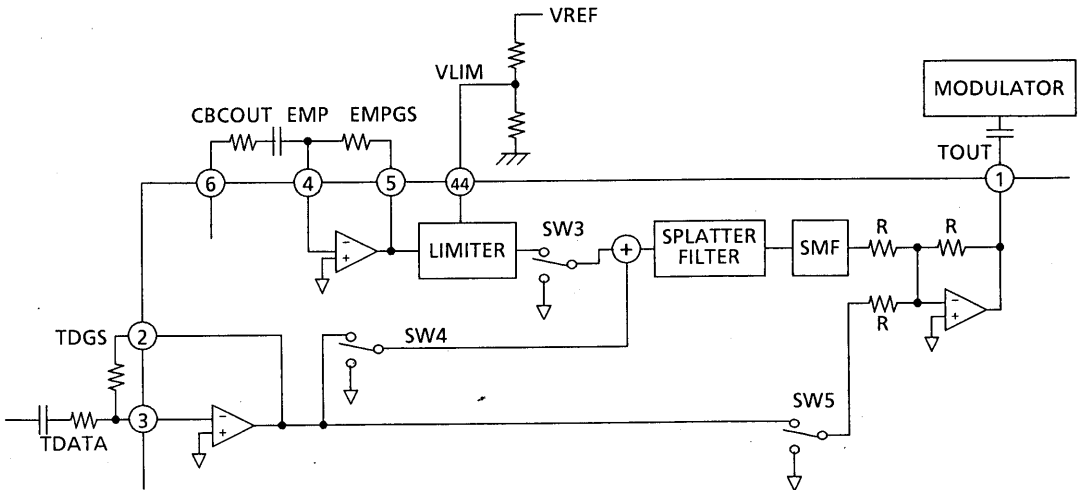 VREF
VLIM
MODULATOR
CBCOUT EMP EMPGS
TOUT
6 4 5 44 1
SW3
R R
LIMITER
+
SPLATTER
FILTER
SMF
−
+
−
+
R
TDGS
2
SW4
3
−
+
TDATA
SW5